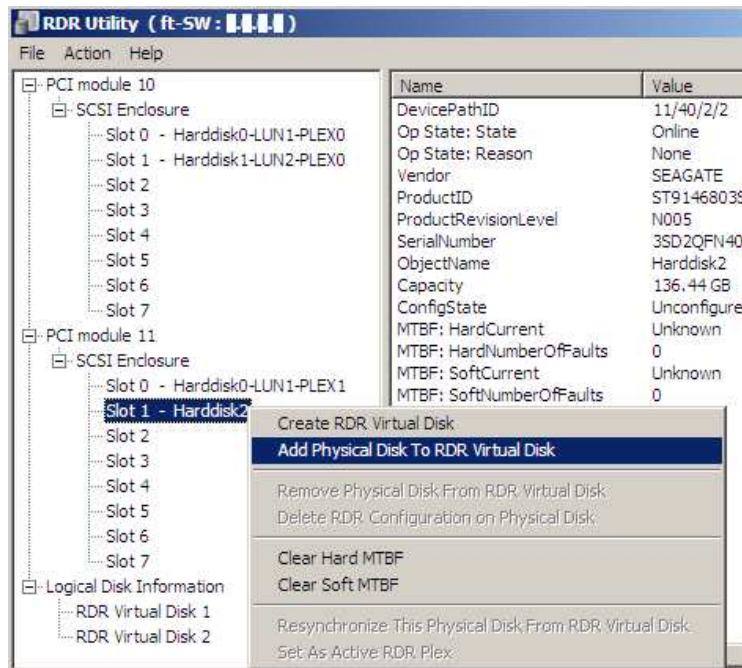 RDR Utility ( ft-SW : . . . )
File Action Help
PCI module 10
SCSI Enclosure
Slot 0 - Harddisk0-LUN1-PLEX0
Slot 1 - Harddisk1-LUN2-PLEX0
Slot 2
Slot 3
Slot 4
Slot 5
Slot 6
Slot 7
PCI module 11
SCSI Enclosure
Slot 0 - Harddisk0-LUN1-PLEX1
Slot 1 - Harddisk2
Slot 2
Slot 3
Slot 4
Slot 5
Slot 6
Slot 7
Logical Disk Information
RDR Virtual Disk 1
RDR Virtual Disk 2
Name Value
DevicePathID 11/40/2/2
Op State: State Online
Op State: Reason None
Vendor SEAGATE
ProductID ST9146803S
ProductRevisionLevel N005
SerialNumber 3SD2QFN40
ObjectName Harddisk2
Capacity 136.44 GB
ConfigState Unconfigure
MTBF: HardCurrent Unknown
MTBF: HardNumberOfFaults 0
MTBF: SoftCurrent Unknown
MTBF: SoftNumberOfFaults 0
Create RDR Virtual Disk
Add Physical Disk To RDR Virtual Disk
Remove Physical Disk From RDR Virtual Disk
Delete RDR Configuration on Physical Disk
Clear Hard MTBF
Clear Soft MTBF
Resynchronize This Physical Disk From RDR Virtual Disk
Set As Active RDR Plex